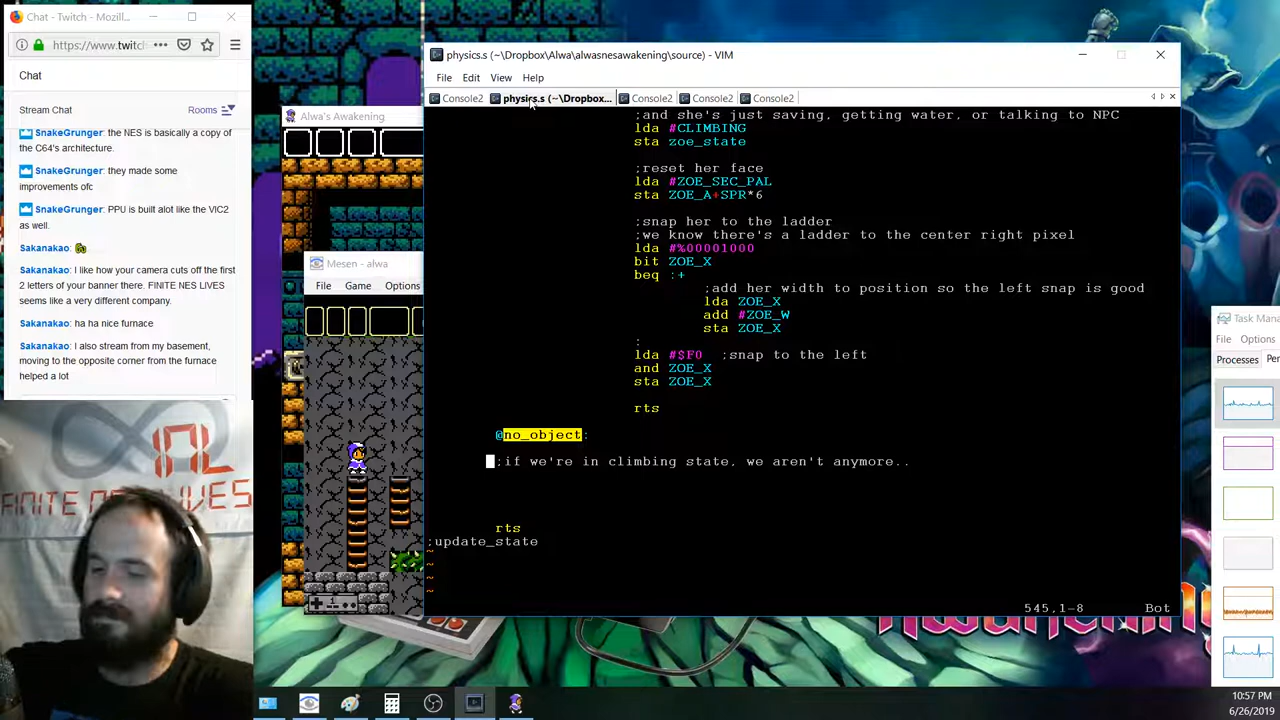 Chat - Twitch - Mozill...
https://www.twitch
Chat
Stream Chat
Rooms
SnakeGrunger: the NES is basically a copy of
the C64's architecture.
SnakeGrunger: they made some
improvements ofc
SnakeGrunger: PPU is built alot like the VIC2
as well.
Sakanakao:
Sakanakao: I like how your camera cuts off the first
2 letters of your banner there. FINITE NES LIVES
seems like a very different company.
Sakanakao: ha ha nice furnace
Sakanakao: I also stream from my basement,
moving to the opposite corner from the furnace
helped a lot
FINITE
LIVES
Alwa's Awakening
Mesen - alwa
File Game Options
physics.s (~\Dropbox\Alwa\alwasnesawakening\source) - VIM
File Edit View Help
Console2 physics.s (~\Dropbox... Console2 Console2 Console2
;and she's just saving, getting water, or talking to NPC
lda #CLIMBING
sta zoe_state
;reset her face
lda #ZOE_SEC_PAL
sta ZOE_A+SPR*6
;snap her to the ladder
;we know there's a ladder to the center right pixel
lda #%00001000
bit ZOE_X
beq :+
;add her width to position so the left snap is good
lda ZOE_X
add #ZOE_W
sta ZOE_X
:
lda #$F0 ;snap to the left
and ZOE_X
sta ZOE_X
rts
@no_object:
;if we're in climbing state, we aren't anymore..
rts
;update_state
~
~
~
~
545,1-8 Bot
Task Mana
File Options
Processes Per
10:57 PM
6/26/2019